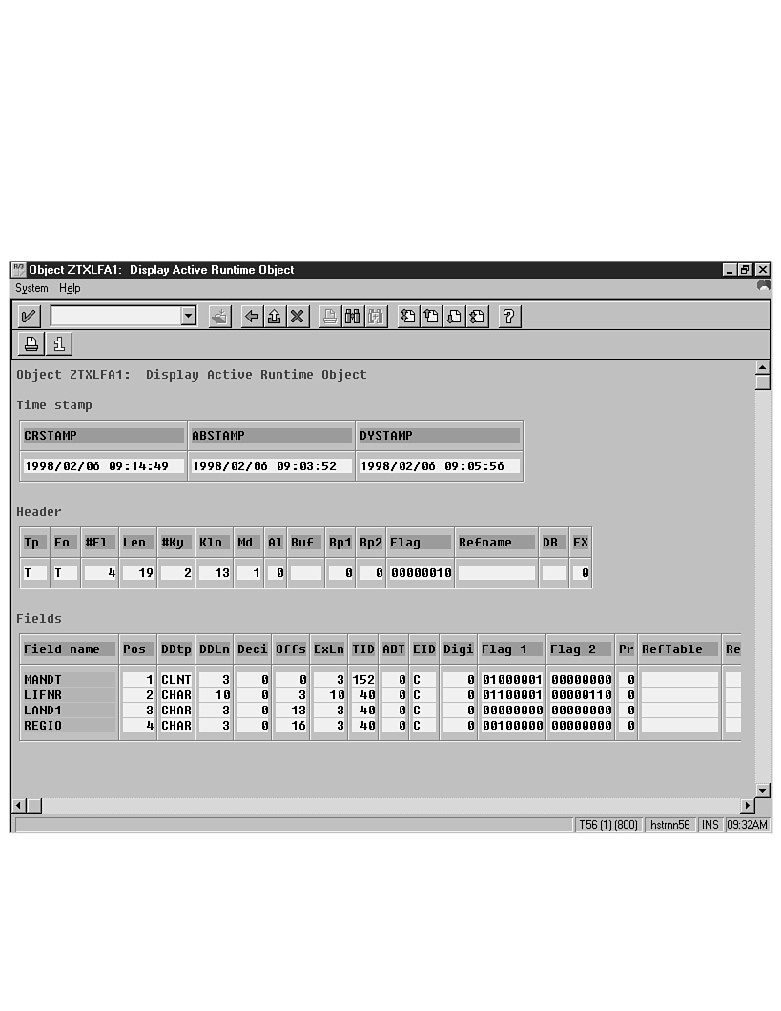 Object ZTXLFA1: Display Active Runtime Object
System Help
Object ZTXLFA1: Display Active Runtime Object
Time stamp
CRSTAMP ABSTAMP DYSTAMP
1998/02/06 09:14:49 1998/02/06 09:03:52 1998/02/06 09:05:56
Header
Tp Fo #Fl Len #Ky Kln Md Al Buf Bp1 Bp2 Flag Refname DB FX
T T 4 19 2 13 1 0 0 0 00000010 0
Fields
Field name Pos DDtp DDLn Deci Offs ExLn TID ADT EID Digi Flag 1 Flag 2 Pr RefTable Re
MANDT 1 CLNT 3 0 0 3 152 0 C 0 01000001 00000000 0
LIFNR 2 CHAR 10 0 3 10 40 0 C 0 01100001 00000110 0
LAND1 3 CHAR 3 0 13 3 40 0 C 0 00000000 00000000 0
REGIO 4 CHAR 3 0 16 3 40 0 C 0 00100000 00000000 0
T56 (1) (800) INS 09:32AM